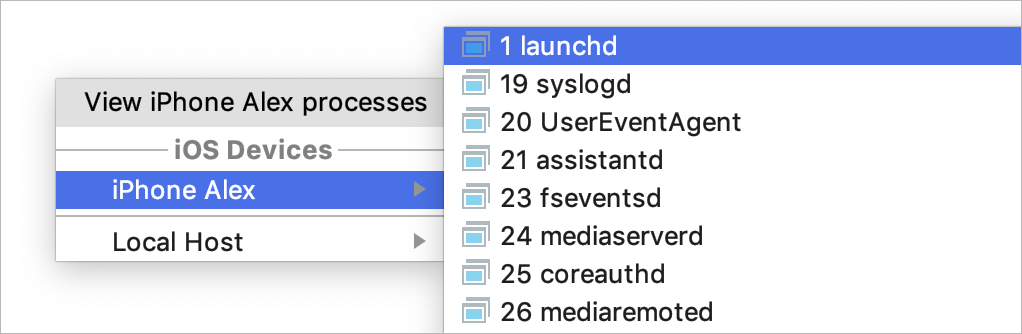 View iPhone Alex processes
iOS Devices
iPhone Alex
Local Host
1 launchd
19 syslogd
20 UserEventAgent
21 assistantd
23 fseventsd
24 mediaserverd
25 coreauthd
26 mediaremoted